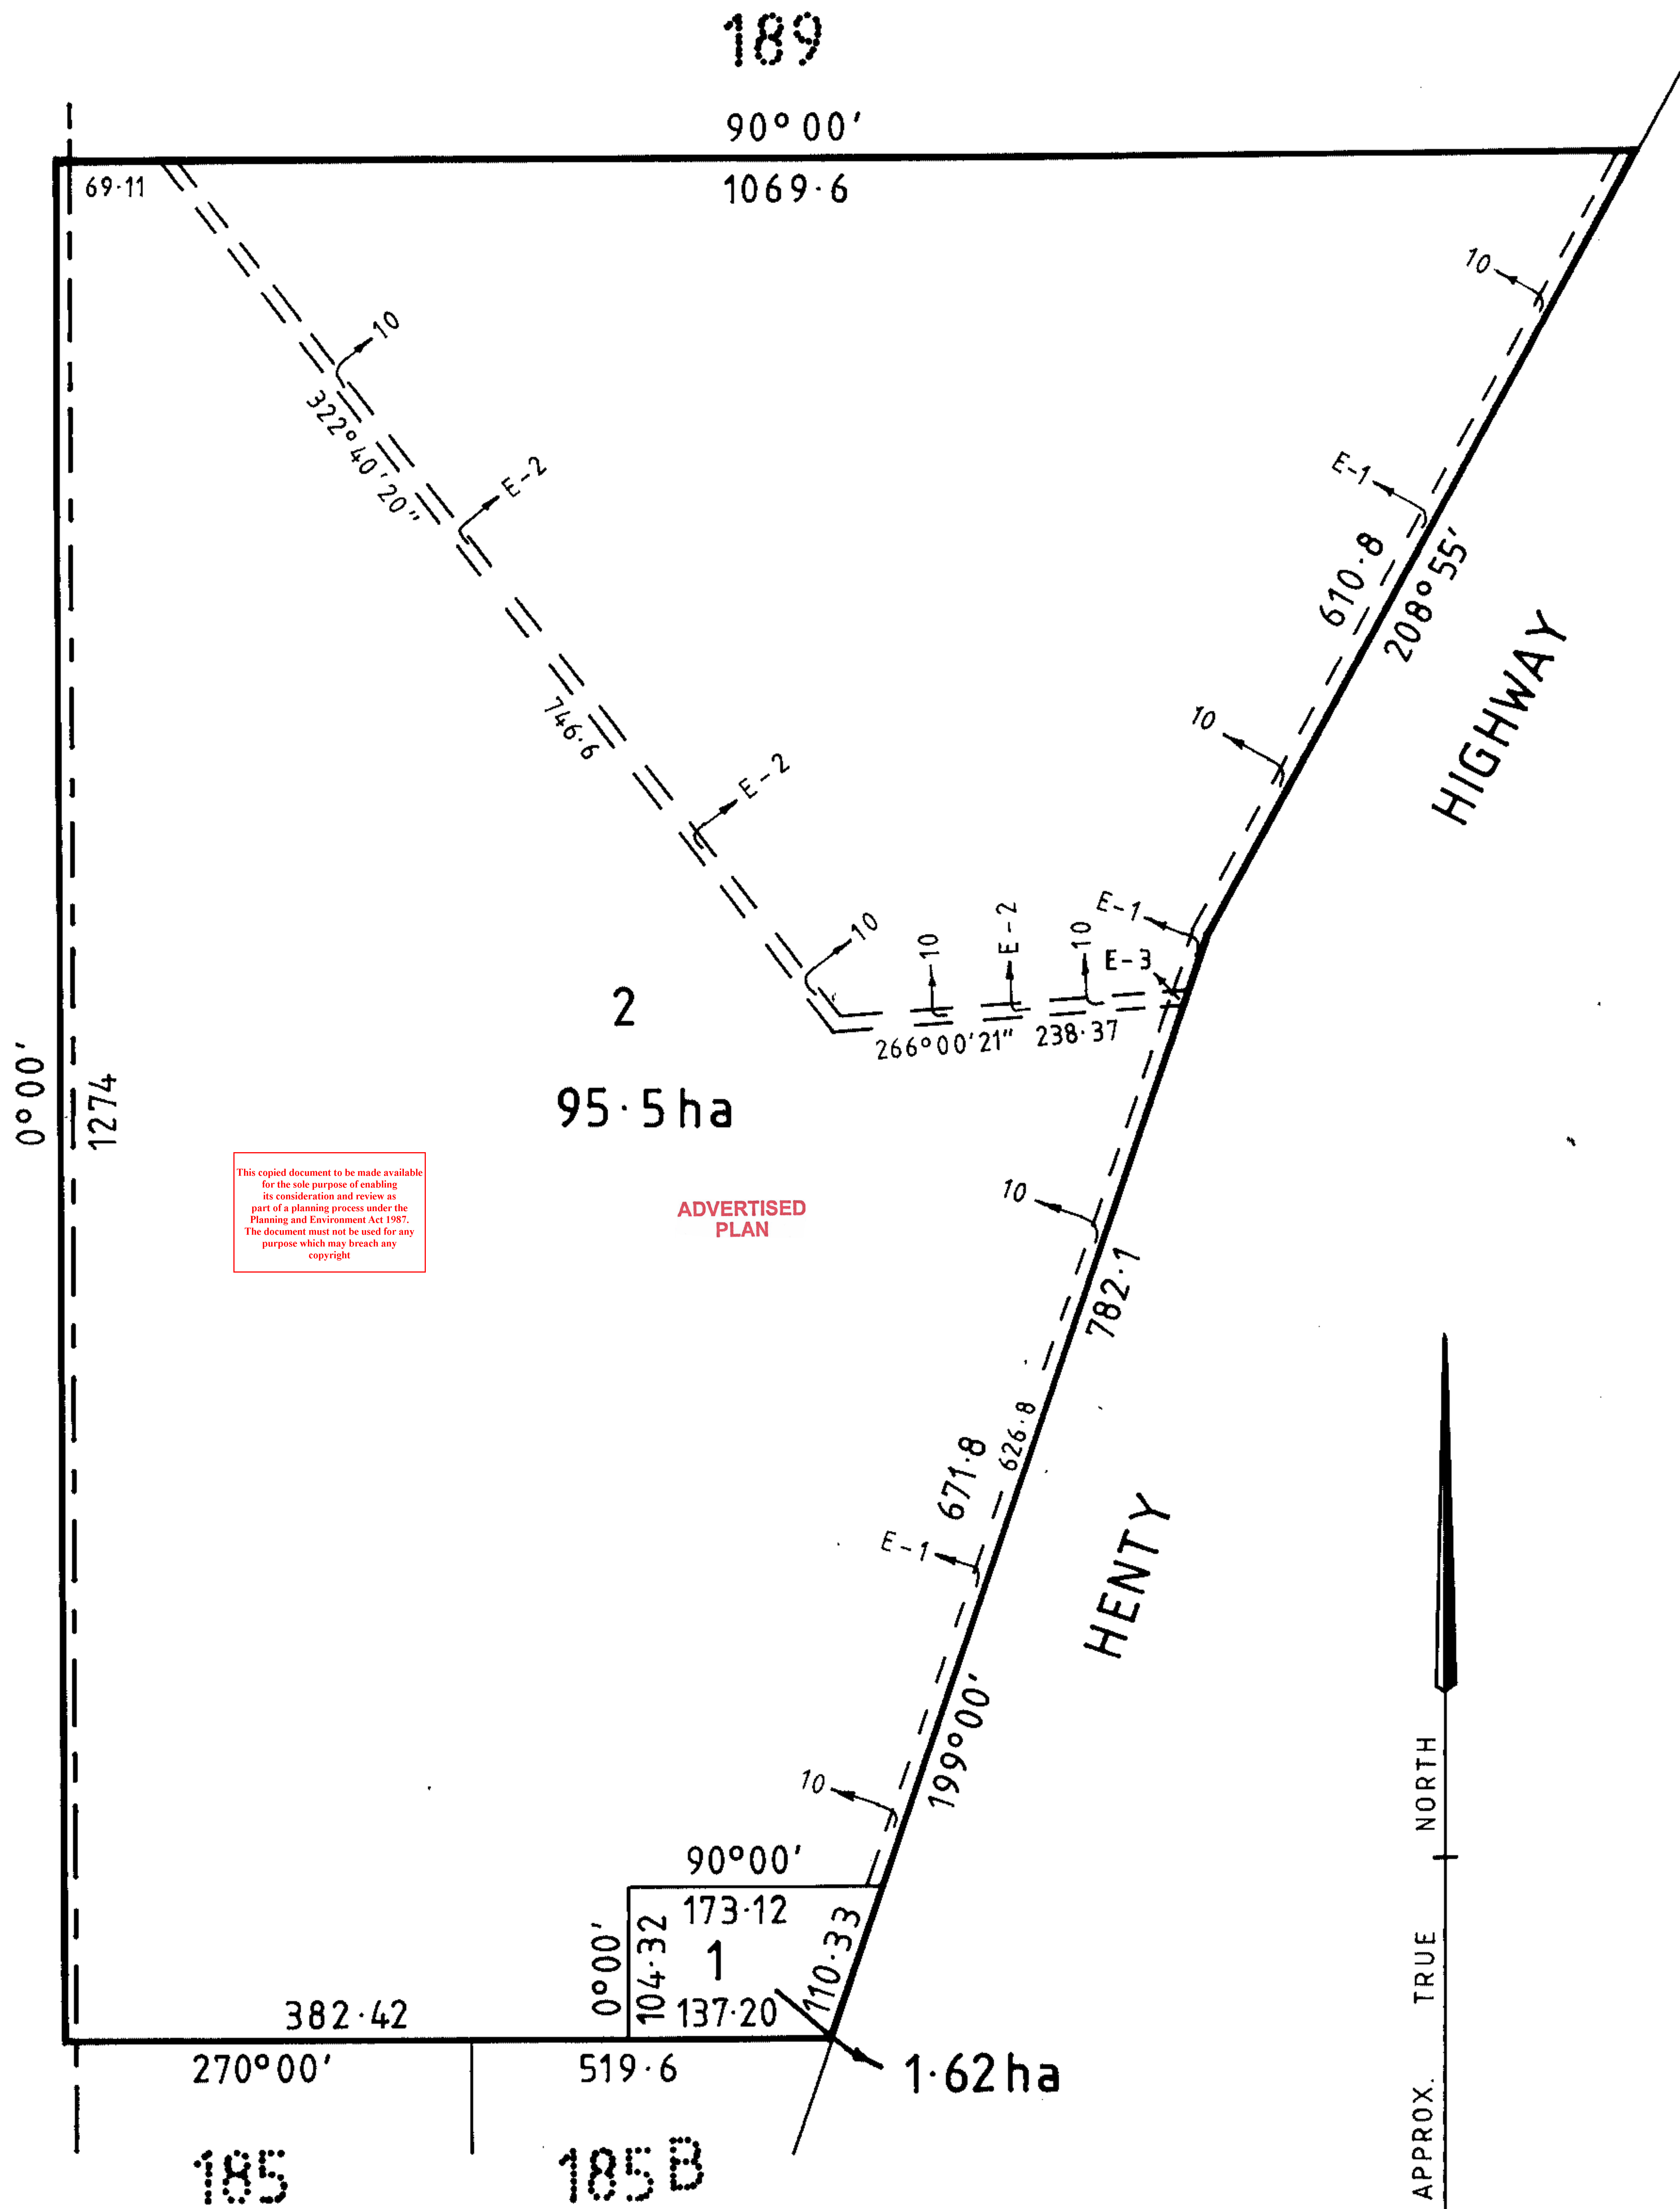 189
90°00'
69·11
1069·6
10
10
322°40'20"
E-2
E-1
610·8
208°55'
HIGHWAY
746·6
10
E-2
E-1
10
10
E-2
10
E-3
2
266°00'21" 238·37
95·5ha
0°00'
1274
This copied document to be made available
for the sole purpose of enabling
its consideration and review as
part of a planning process under the
Planning and Environment Act 1987.
The document must not be used for any
purpose which may breach any
copyright
ADVERTISED
PLAN
10
782·1
626·8
671·8
E-1
HENTY
199°00'
10
90°00'
173·12
0°00'
104·32
1
110·33
137·20
382·42
270°00'
519·6
1·62ha
185
185B
APPROX. TRUE NORTH